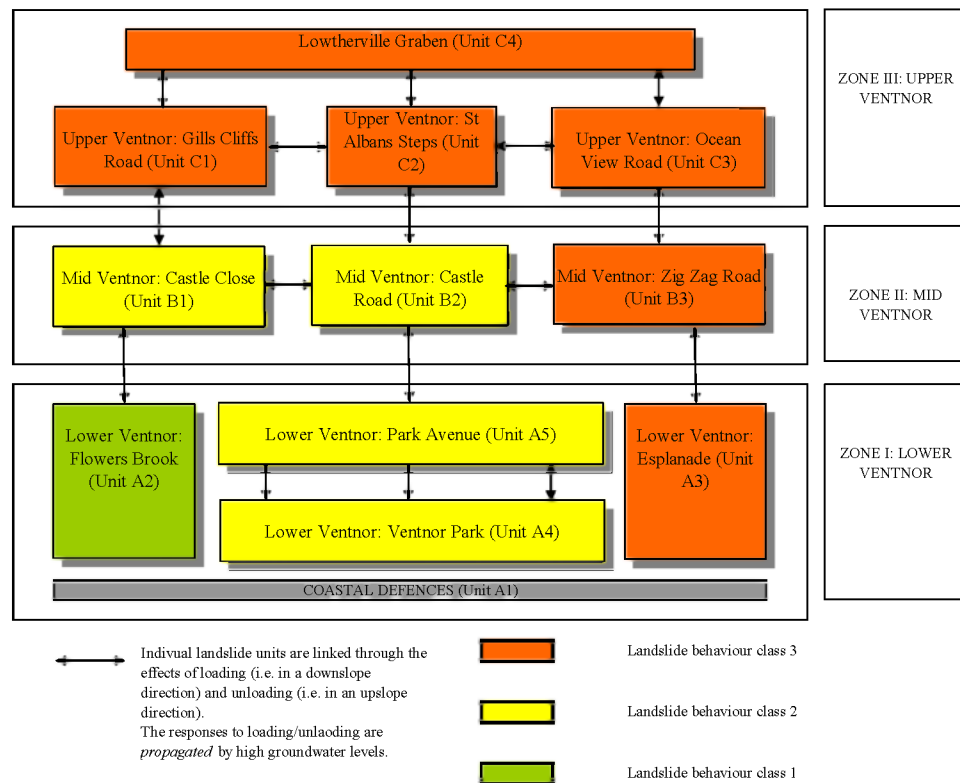 Lowtherville Graben (Unit C4)
Upper Ventnor: Gills Cliffs
Road (Unit C1)
Upper Ventnor: St
Albans Steps (Unit
C2)
Upper Ventnor: Ocean
View Road (Unit C3)
ZONE III: UPPER
VENTNOR
Mid Ventnor: Castle Close
(Unit B1)
Mid Ventnor: Castle
Road (Unit B2)
Mid Ventnor: Zig Zag Road
(Unit B3)
ZONE II: MID
VENTNOR
Lower Ventnor:
Flowers Brook
(Unit A2)
Lower Ventnor: Park Avenue (Unit A5)
Lower Ventnor: Ventnor Park (Unit A4)
Lower Ventnor:
Esplanade (Unit
A3)
ZONE I: LOWER
VENTNOR
COASTAL DEFENCES (Unit A1)
Indivual landslide units are linked through the
effects of loading (i.e. in a downslope
direction) and unloading (i.e. in an upslope
direction).
The responses to loading/unlaoding are
propagated by high groundwater levels.
Landslide behaviour class 3
Landslide behaviour class 2
Landslide behaviour class 1